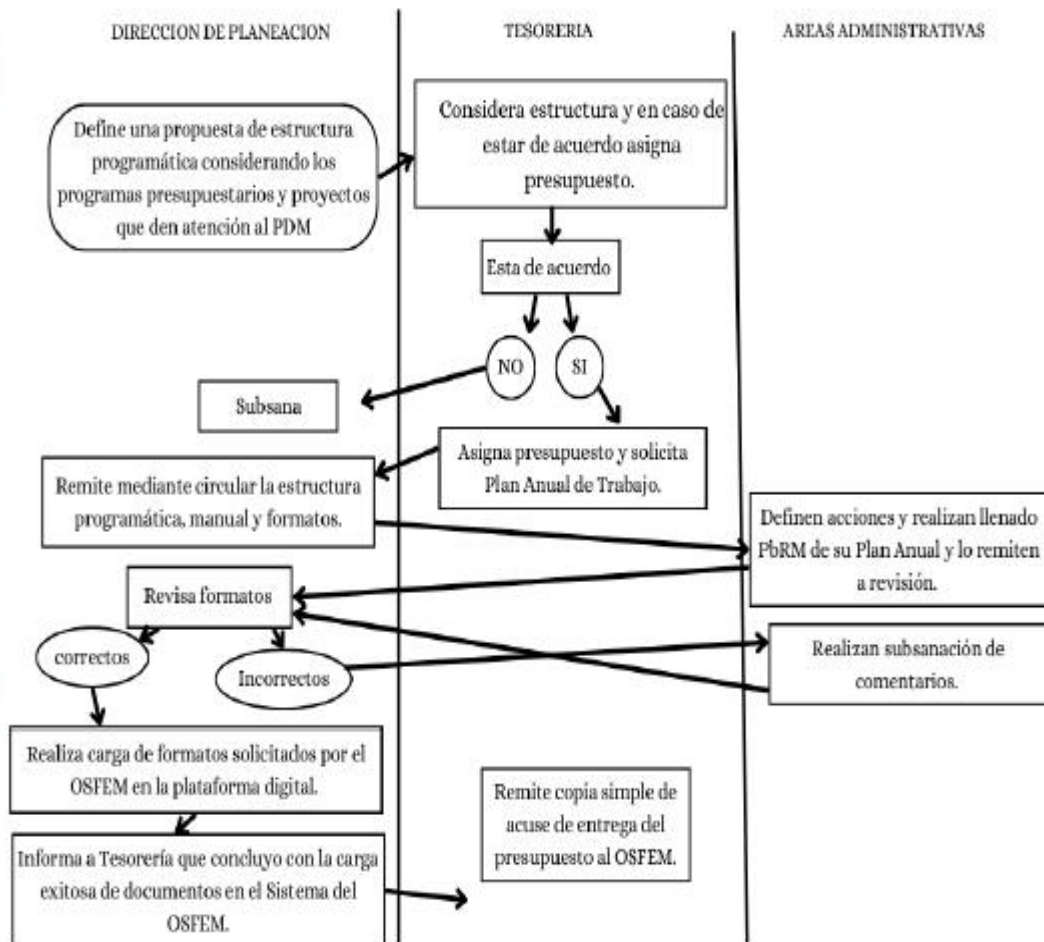 DIRECCION DE PLANEACION
TESORERIA
AREAS ADMINISTRATIVAS
Define una propuesta de estructura
programática considerando los
programas presupuestarios y proyectos
que den atención al PDM
Considera estructura y en caso de
estar de acuerdo asigna
presupuesto.
Esta de acuerdo
NO
SI
Subsana
Asigna presupuesto y solicita
Plan Anual de Trabajo.
Remite mediante circular la estructura
programática, manual y formatos.
Definen acciones y realizan llenado
PbRM de su Plan Anual y lo remiten
a revisión.
Revisa formatos
correctos
Incorrectos
Realizan subsanación de
comentarios.
Realiza carga de formatos solicitados por el
OSFEM en la plataforma digital.
Informa a Tesorería que concluyo con la carga
exitosa de documentos en el Sistema del
OSFEM.
Remite copia simple de
acuse de entrega del
presupuesto al OSFEM.